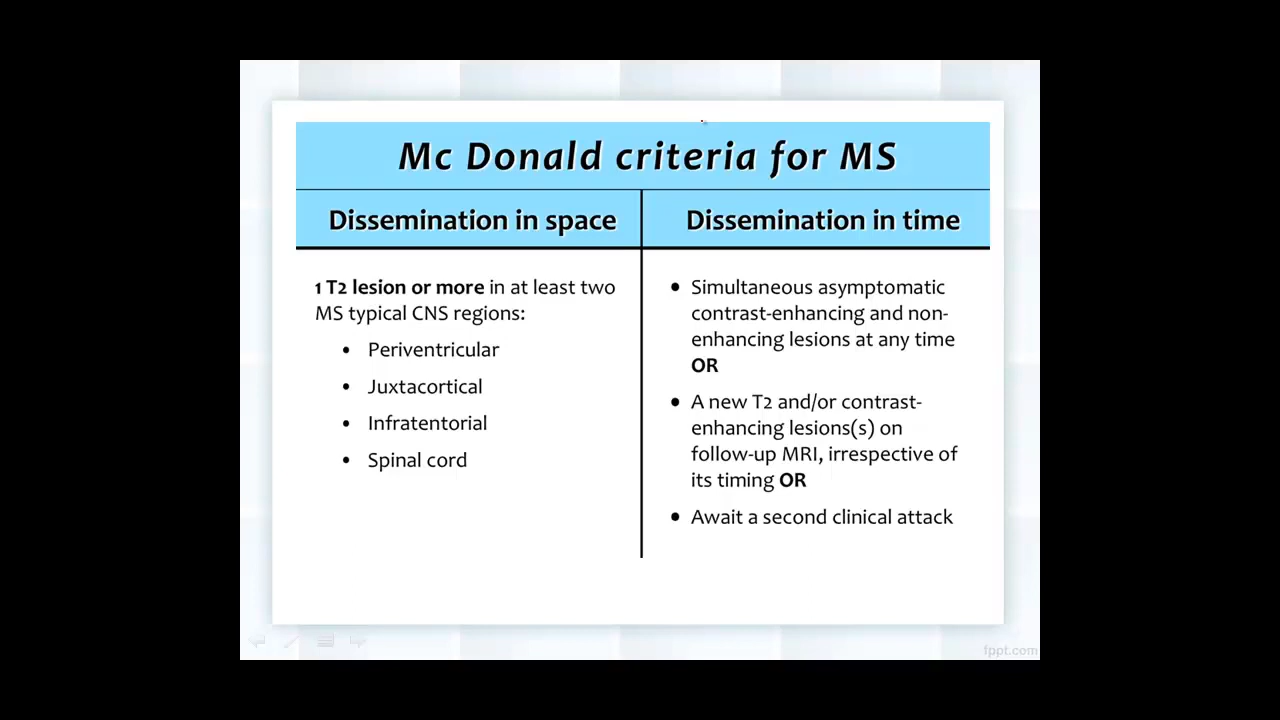 Mc Donald criteria for MS
Dissemination in space
Dissemination in time
1 T2 lesion or more in at least two
MS typical CNS regions:
• Periventricular
• Juxtacortical
• Infratentorial
• Spinal cord
• Simultaneous asymptomatic
contrast-enhancing and non-
enhancing lesions at any time
OR
• A new T2 and/or contrast-
enhancing lesions(s) on
follow-up MRI, irrespective of
its timing OR
• Await a second clinical attack
fppt.com